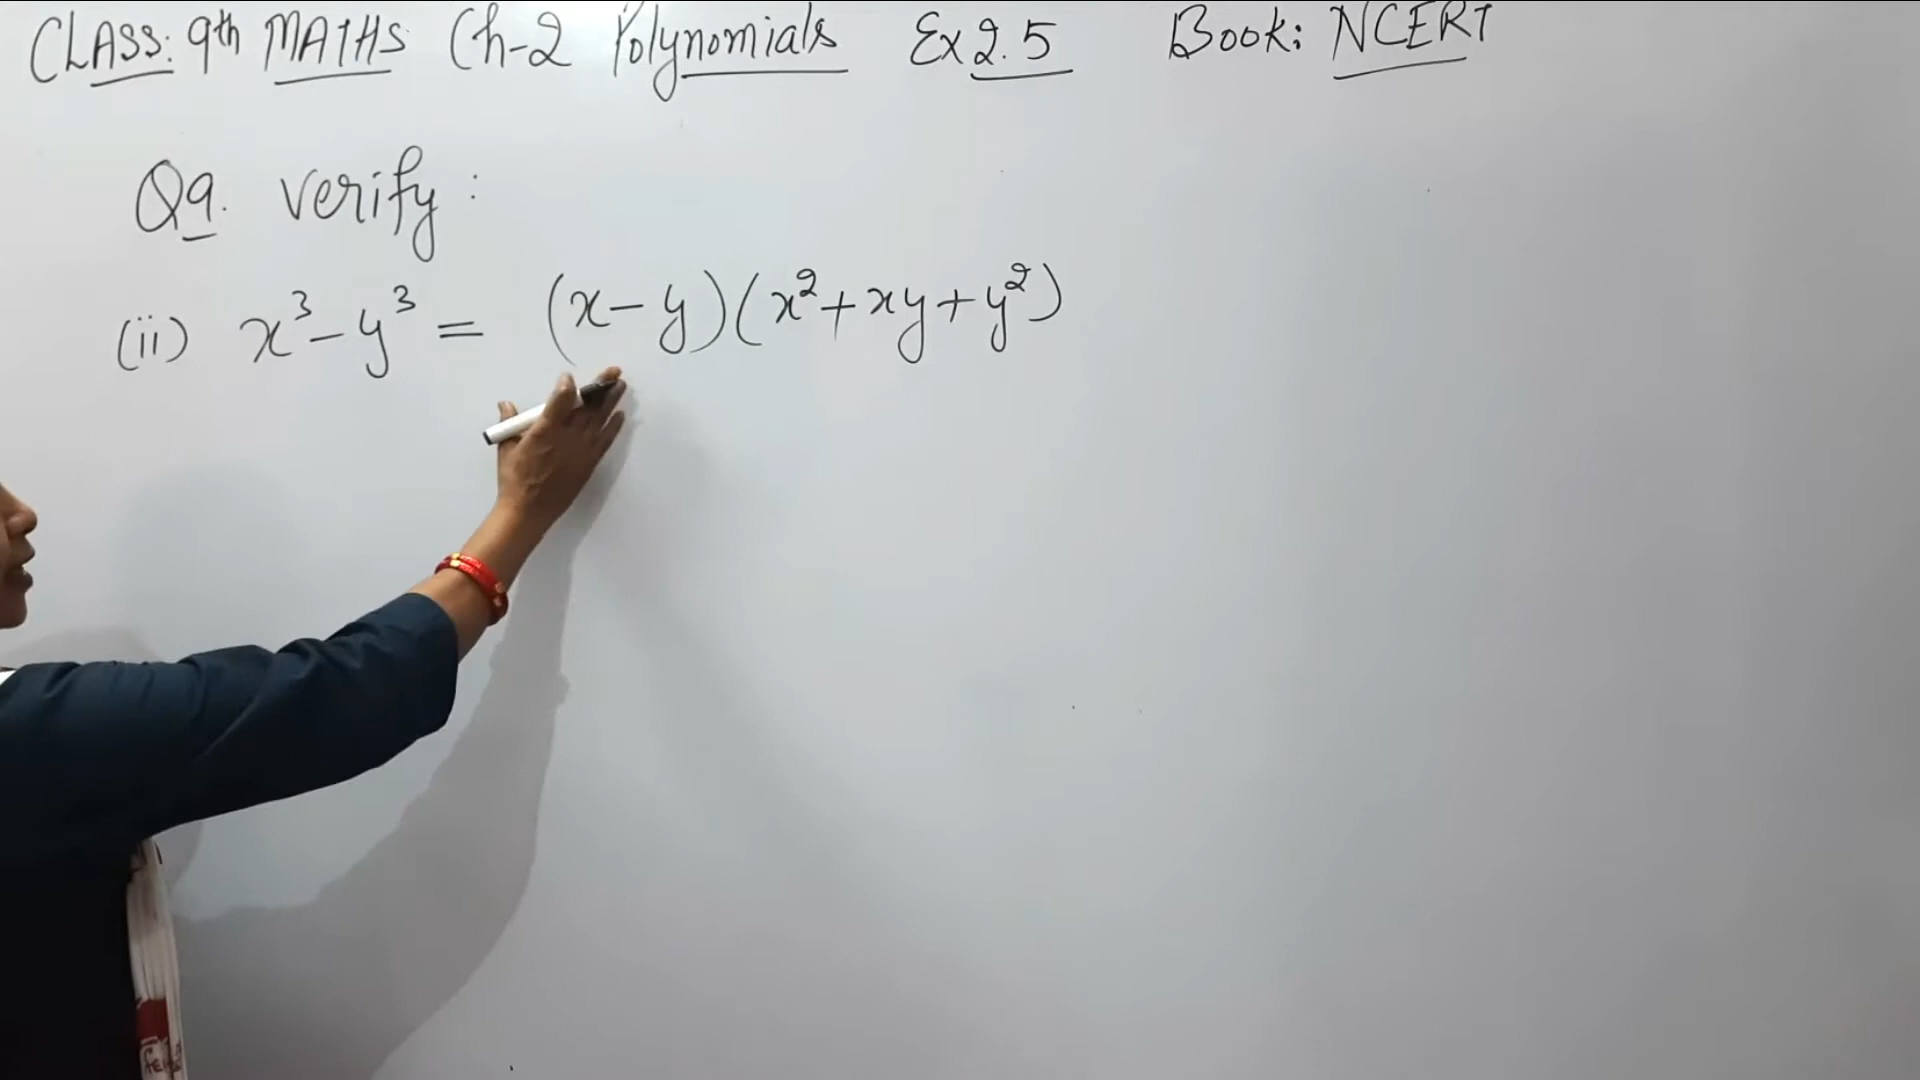 CLASS: 9th MATHS Ch-2 Polynomials Ex 2.5 Book: NCERT
Q9. verify:
(ii) x³-y³ = (x-y)(x²+xy+y²)